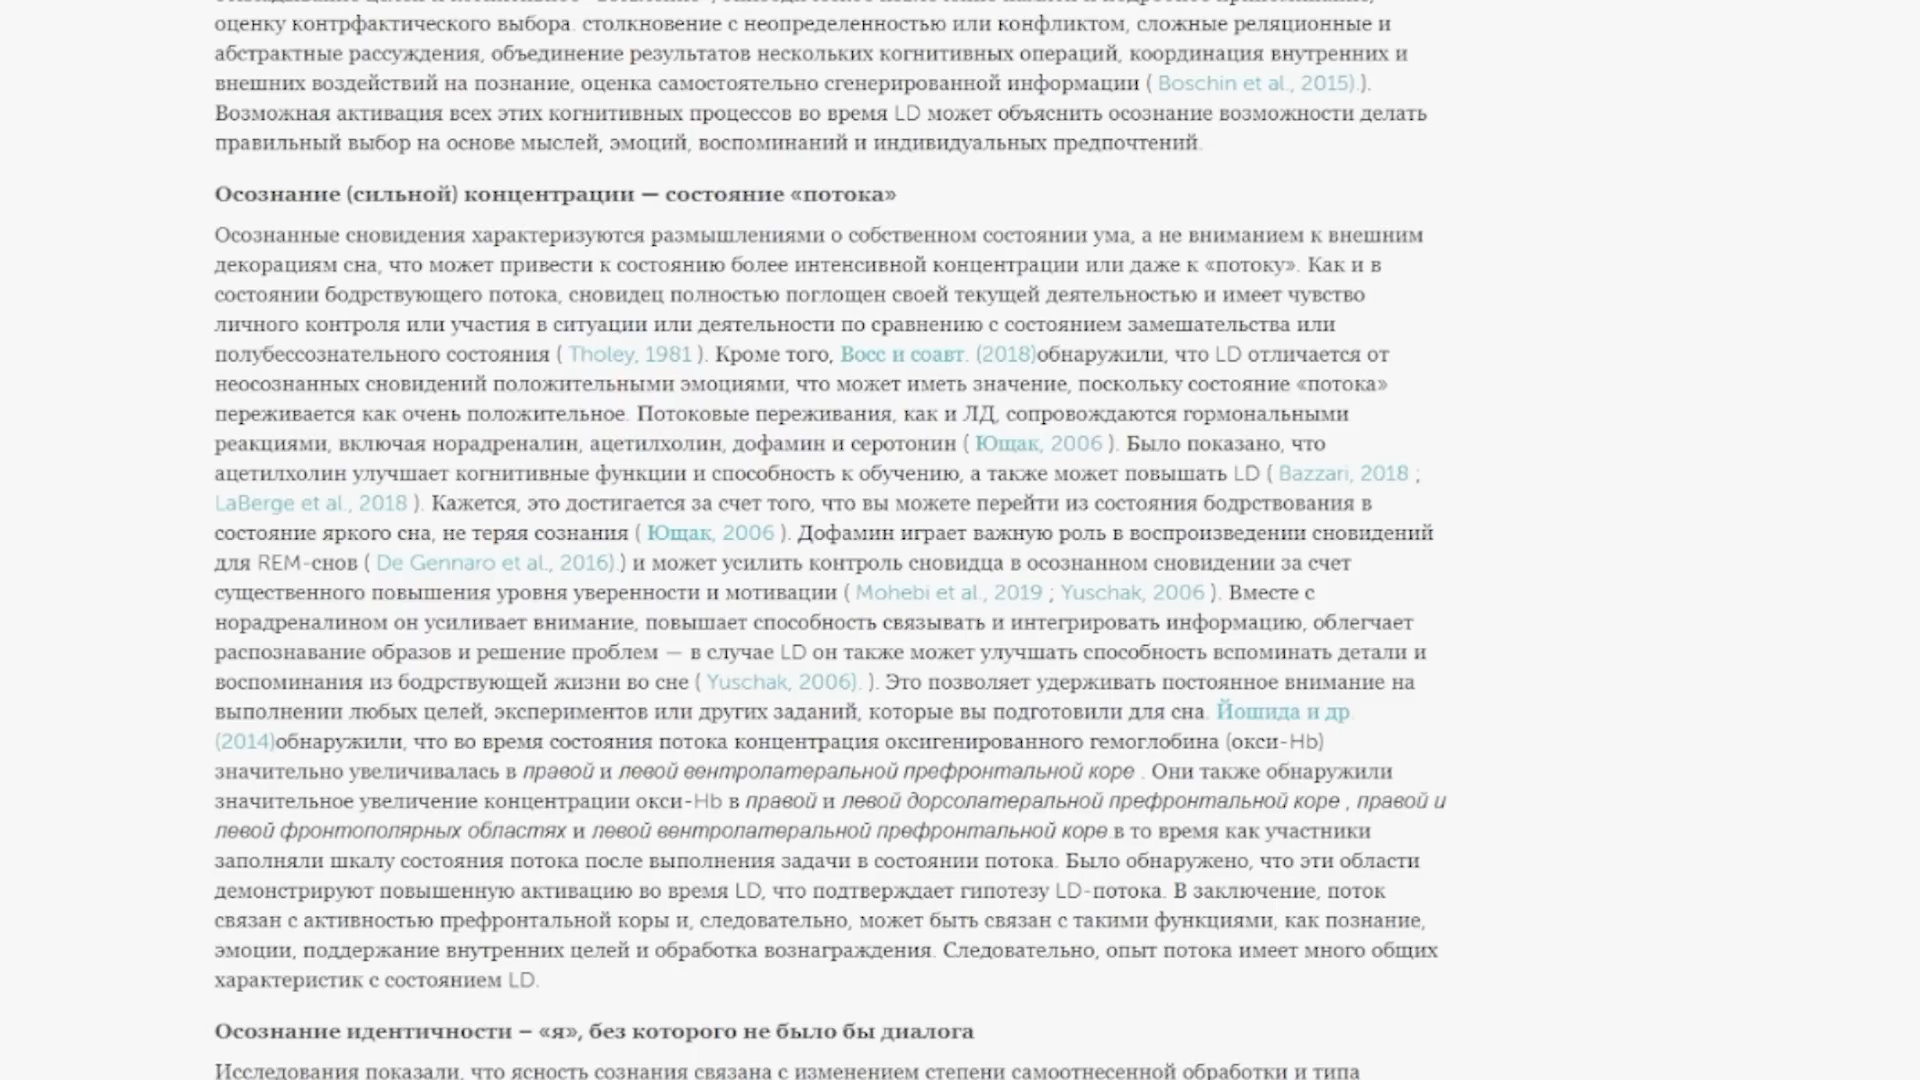 оценку контрфактического выбора. столкновение с неопределенностью или конфликтом, сложные реляционные и
абстрактные рассуждения, объединение результатов нескольких когнитивных операций, координация внутренних и
внешних воздействий на познание, оценка самостоятельно сгенерированной информации ( Boschin et al., 2015).).
Возможная активация всех этих когнитивных процессов во время LD может объяснить осознание возможности делать
правильный выбор на основе мыслей, эмоций, воспоминаний и индивидуальных предпочтений.
Осознание (сильной) концентрации — состояние «потока»
Осознанные сновидения характеризуются размышлениями о собственном состоянии ума, а не вниманием к внешним
декорациям сна, что может привести к состоянию более интенсивной концентрации или даже к «потоку». Как и в
состоянии бодрствующего потока, сновидец полностью поглощен своей текущей деятельностью и имеет чувство
личного контроля или участия в ситуации или деятельности по сравнению с состоянием замешательства или
полубессознательного состояния ( Tholey, 1981 ). Кроме того, Восс и соавт. (2018)обнаружили, что LD отличается от
неосознанных сновидений положительными эмоциями, что может иметь значение, поскольку состояние «потока»
переживается как очень положительное. Потоковые переживания, как и ЛД, сопровождаются гормональными
реакциями, включая норадреналин, ацетилхолин, дофамин и серотонин ( Ющак, 2006 ). Было показано, что
ацетилхолин улучшает когнитивные функции и способность к обучению, а также может повышать LD ( Bazzari, 2018 ;
LaBerge et al., 2018 ). Кажется, это достигается за счет того, что вы можете перейти из состояния бодрствования в
состояние яркого сна, не теряя сознания ( Ющак, 2006 ). Дофамин играет важную роль в воспроизведении сновидений
для REM-снов ( De Gennaro et al., 2016).) и может усилить контроль сновидца в осознанном сновидении за счет
существенного повышения уровня уверенности и мотивации ( Mohebi et al., 2019 ; Yuschak, 2006 ). Вместе с
норадреналином он усиливает внимание, повышает способность связывать и интегрировать информацию, облегчает
распознавание образов и решение проблем — в случае LD он также может улучшать способность вспоминать детали и
воспоминания из бодрствующей жизни во сне ( Yuschak, 2006). ). Это позволяет удерживать постоянное внимание на
выполнении любых целей, экспериментов или других заданий, которые вы подготовили для сна. Йошида и др.
(2014)обнаружили, что во время состояния потока концентрация оксигенированного гемоглобина (окси-Hb)
значительно увеличивалась в правой и левой вентролатеральной префронтальной коре . Они также обнаружили
значительное увеличение концентрации окси-Hb в правой и левой дорсолатеральной префронтальной коре , правой и
левой фронтополярных областях и левой вентролатеральной префронтальной коре.в то время как участники
заполняли шкалу состояния потока после выполнения задачи в состоянии потока. Было обнаружено, что эти области
демонстрируют повышенную активацию во время LD, что подтверждает гипотезу LD-потока. В заключение, поток
связан с активностью префронтальной коры и, следовательно, может быть связан с такими функциями, как познание,
эмоции, поддержание внутренних целей и обработка вознаграждения. Следовательно, опыт потока имеет много общих
характеристик с состоянием LD.
Осознание идентичности – «я», без которого не было бы диалога
Исследования показали, что ясность сознания связана с изменением степени самоотнесенной обработки и типа